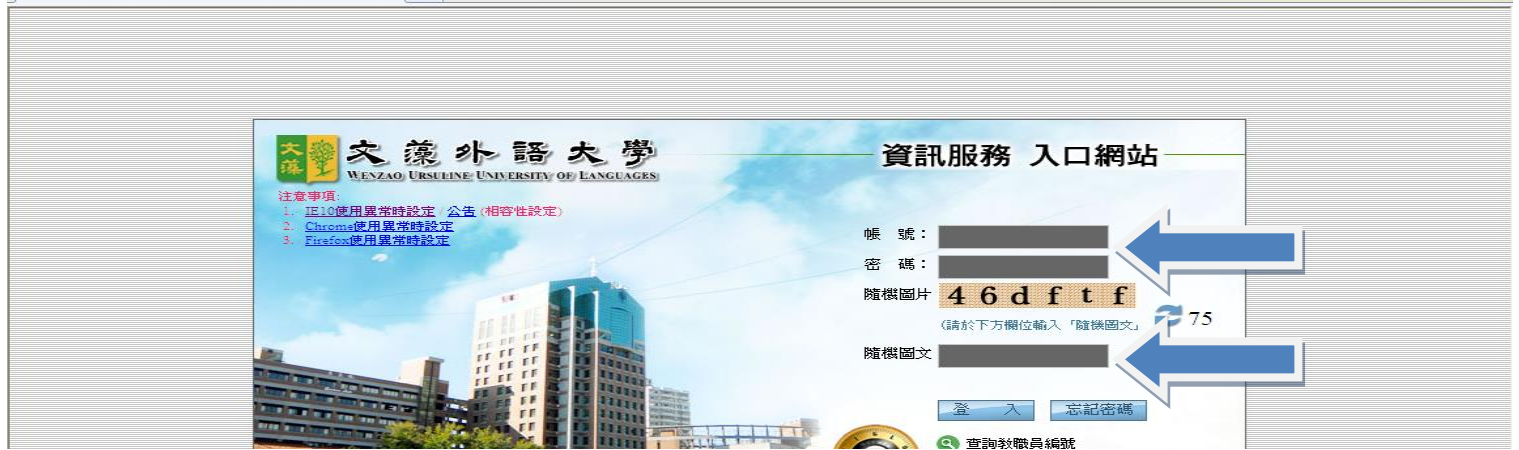 文藻
文藻外語大學
WENZAO URSULINE UNIVERSITY OF LANGUAGES
資訊服務 入口網站
注意事項:
1. IE10使用異常時設定 / 公告 (相容性設定)
2. Chrome使用異常時設定
3. Firefox使用異常時設定
帳 號：
密 碼：
隨機圖片 46dftf
(請於下方欄位輸入「隨機圖文」
75
隨機圖文
登 入 忘記密碼
查詢教職員編號